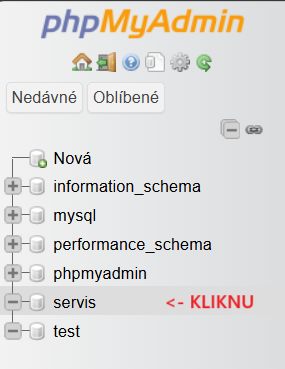 phpMyAdmin
Nedávné Oblíbené
Nová
information_schema
mysql
performance_schema
phpmyadmin
servis <- KLIKNU
test